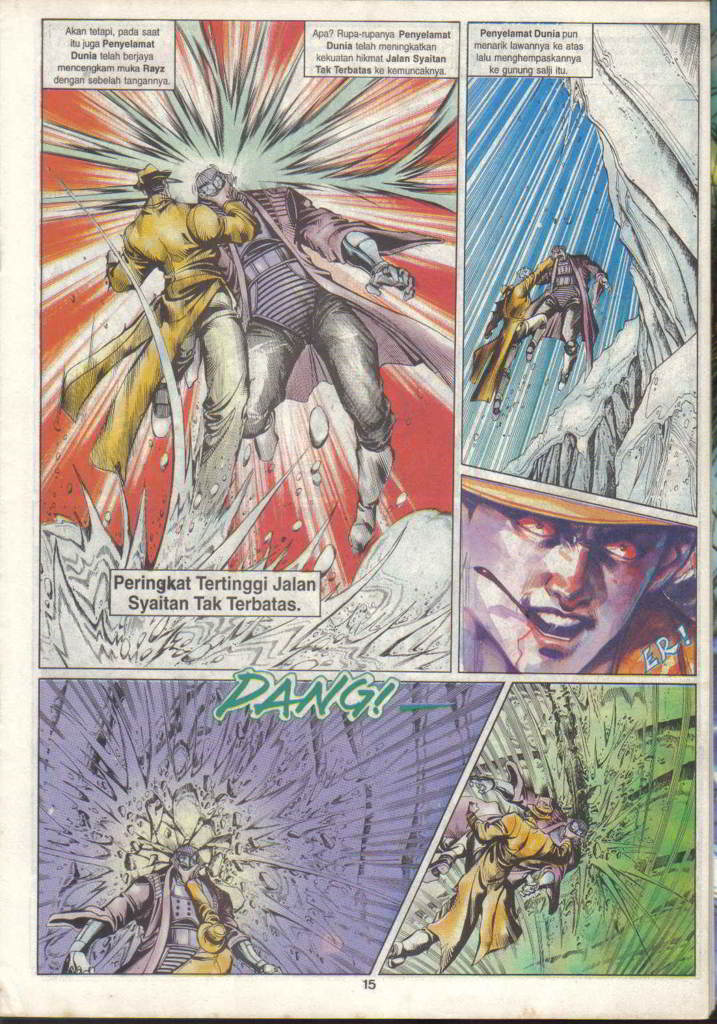 Akan tetapi, pada saat
itu juga Penyelamat
Dunia telah berjaya
mencengkam muka Rayz
dengan sebelah tangannya.
Apa? Rupa-rupanya Penyelamat
Dunia telah meningkatkan
kekuatan hikmat Jalan Syaitan
Tak Terbatas ke kemuncaknya.
Penyelamat Dunia pun
menarik lawannya ke atas
lalu menghempaskannya
ke gunung salji itu.
Peringkat Tertinggi Jalan
Syaitan Tak Terbatas.
ER!
DANG!
15